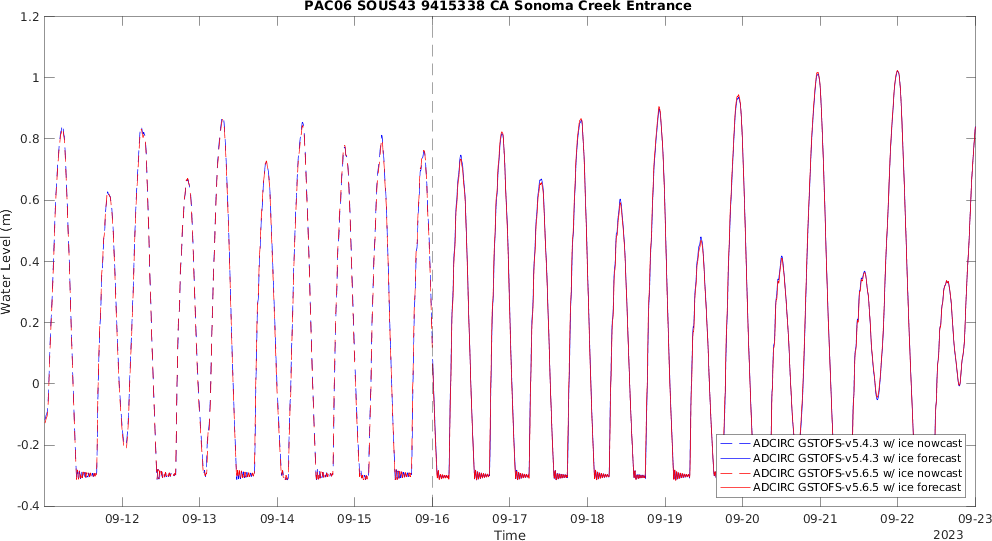 PAC06 SOUS43 9415338 CA Sonoma Creek Entrance
1.2
1
0.8
0.6
0.4
0.2
0
-0.2
-0.4
Water Level (m)
ADCIRC GSTOFS-v5.4.3 w/ ice nowcast
ADCIRC GSTOFS-v5.4.3 w/ ice forecast
ADCIRC GSTOFS-v5.6.5 w/ ice nowcast
ADCIRC GSTOFS-v5.6.5 w/ ice forecast
09-12 09-13 09-14 09-15 09-16 09-17 09-18 09-19 09-20 09-21 09-22 09-23
Time
2023